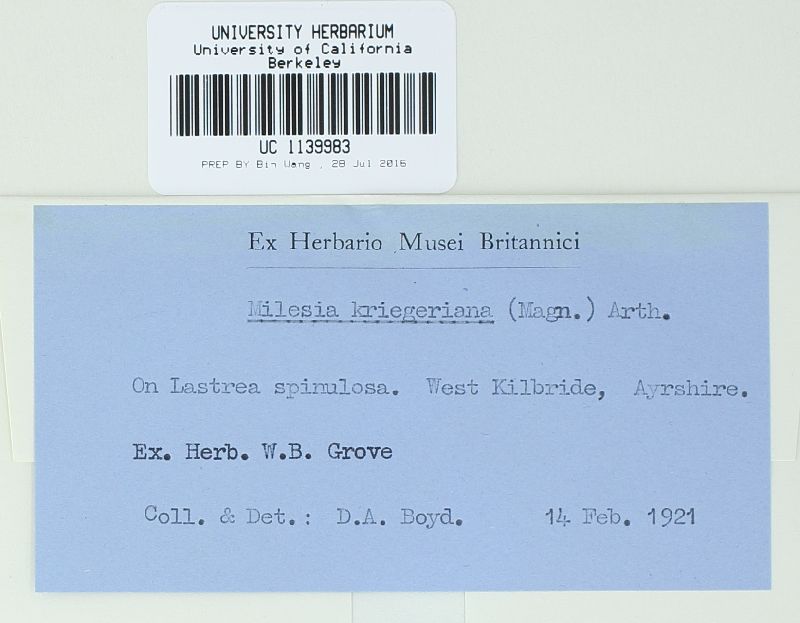 UNIVERSITY HERBARIUM
University of California
Berkeley
UC 1139983
PREP BY Bin Wang , 28 Jul 2016
Ex Herbario Musei Britannici
Milesia kriegeriana (Magn.) Arth.
On Lastrea spinulosa. West Kilbride, Ayrshire.
Ex. Herb. W.B. Grove
Coll. & Det.: D.A. Boyd. 14 Feb. 1921